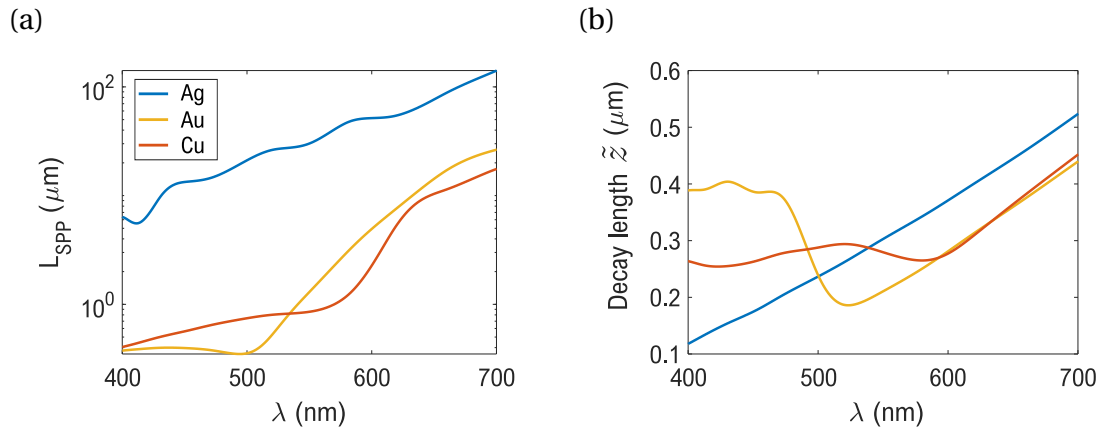 (a)
L_SPP (μm)
10^2
10^0
Ag
Au
Cu
400
500
600
700
λ (nm)
(b)
Decay length z̃ (μm)
0.6
0.5
0.4
0.3
0.2
0.1
400
500
600
700
λ (nm)